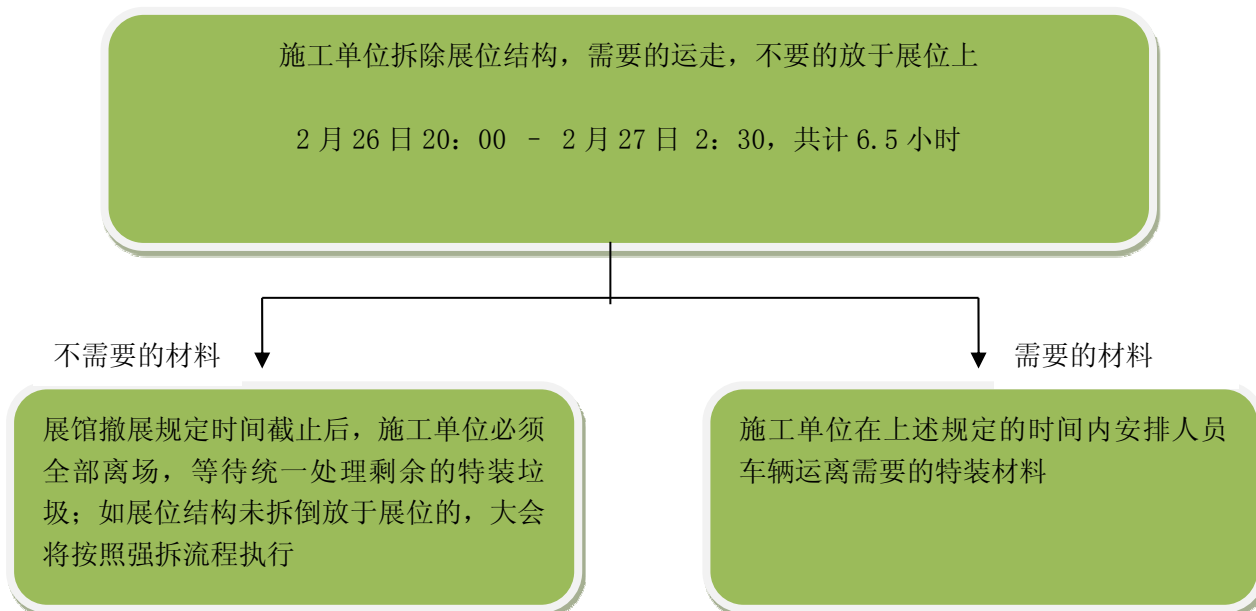 施工单位拆除展位结构，需要的运走，不要的放于展位上
2月26日20：00 – 2月27日 2：30，共计6.5小时
不需要的材料
需要的材料
展馆撤展规定时间截止后，施工单位必须
全部离场，等待统一处理剩余的特装垃
圾；如展位结构未拆倒放于展位的，大会
将按照强拆流程执行
施工单位在上述规定的时间内安排人员
车辆运离需要的特装材料